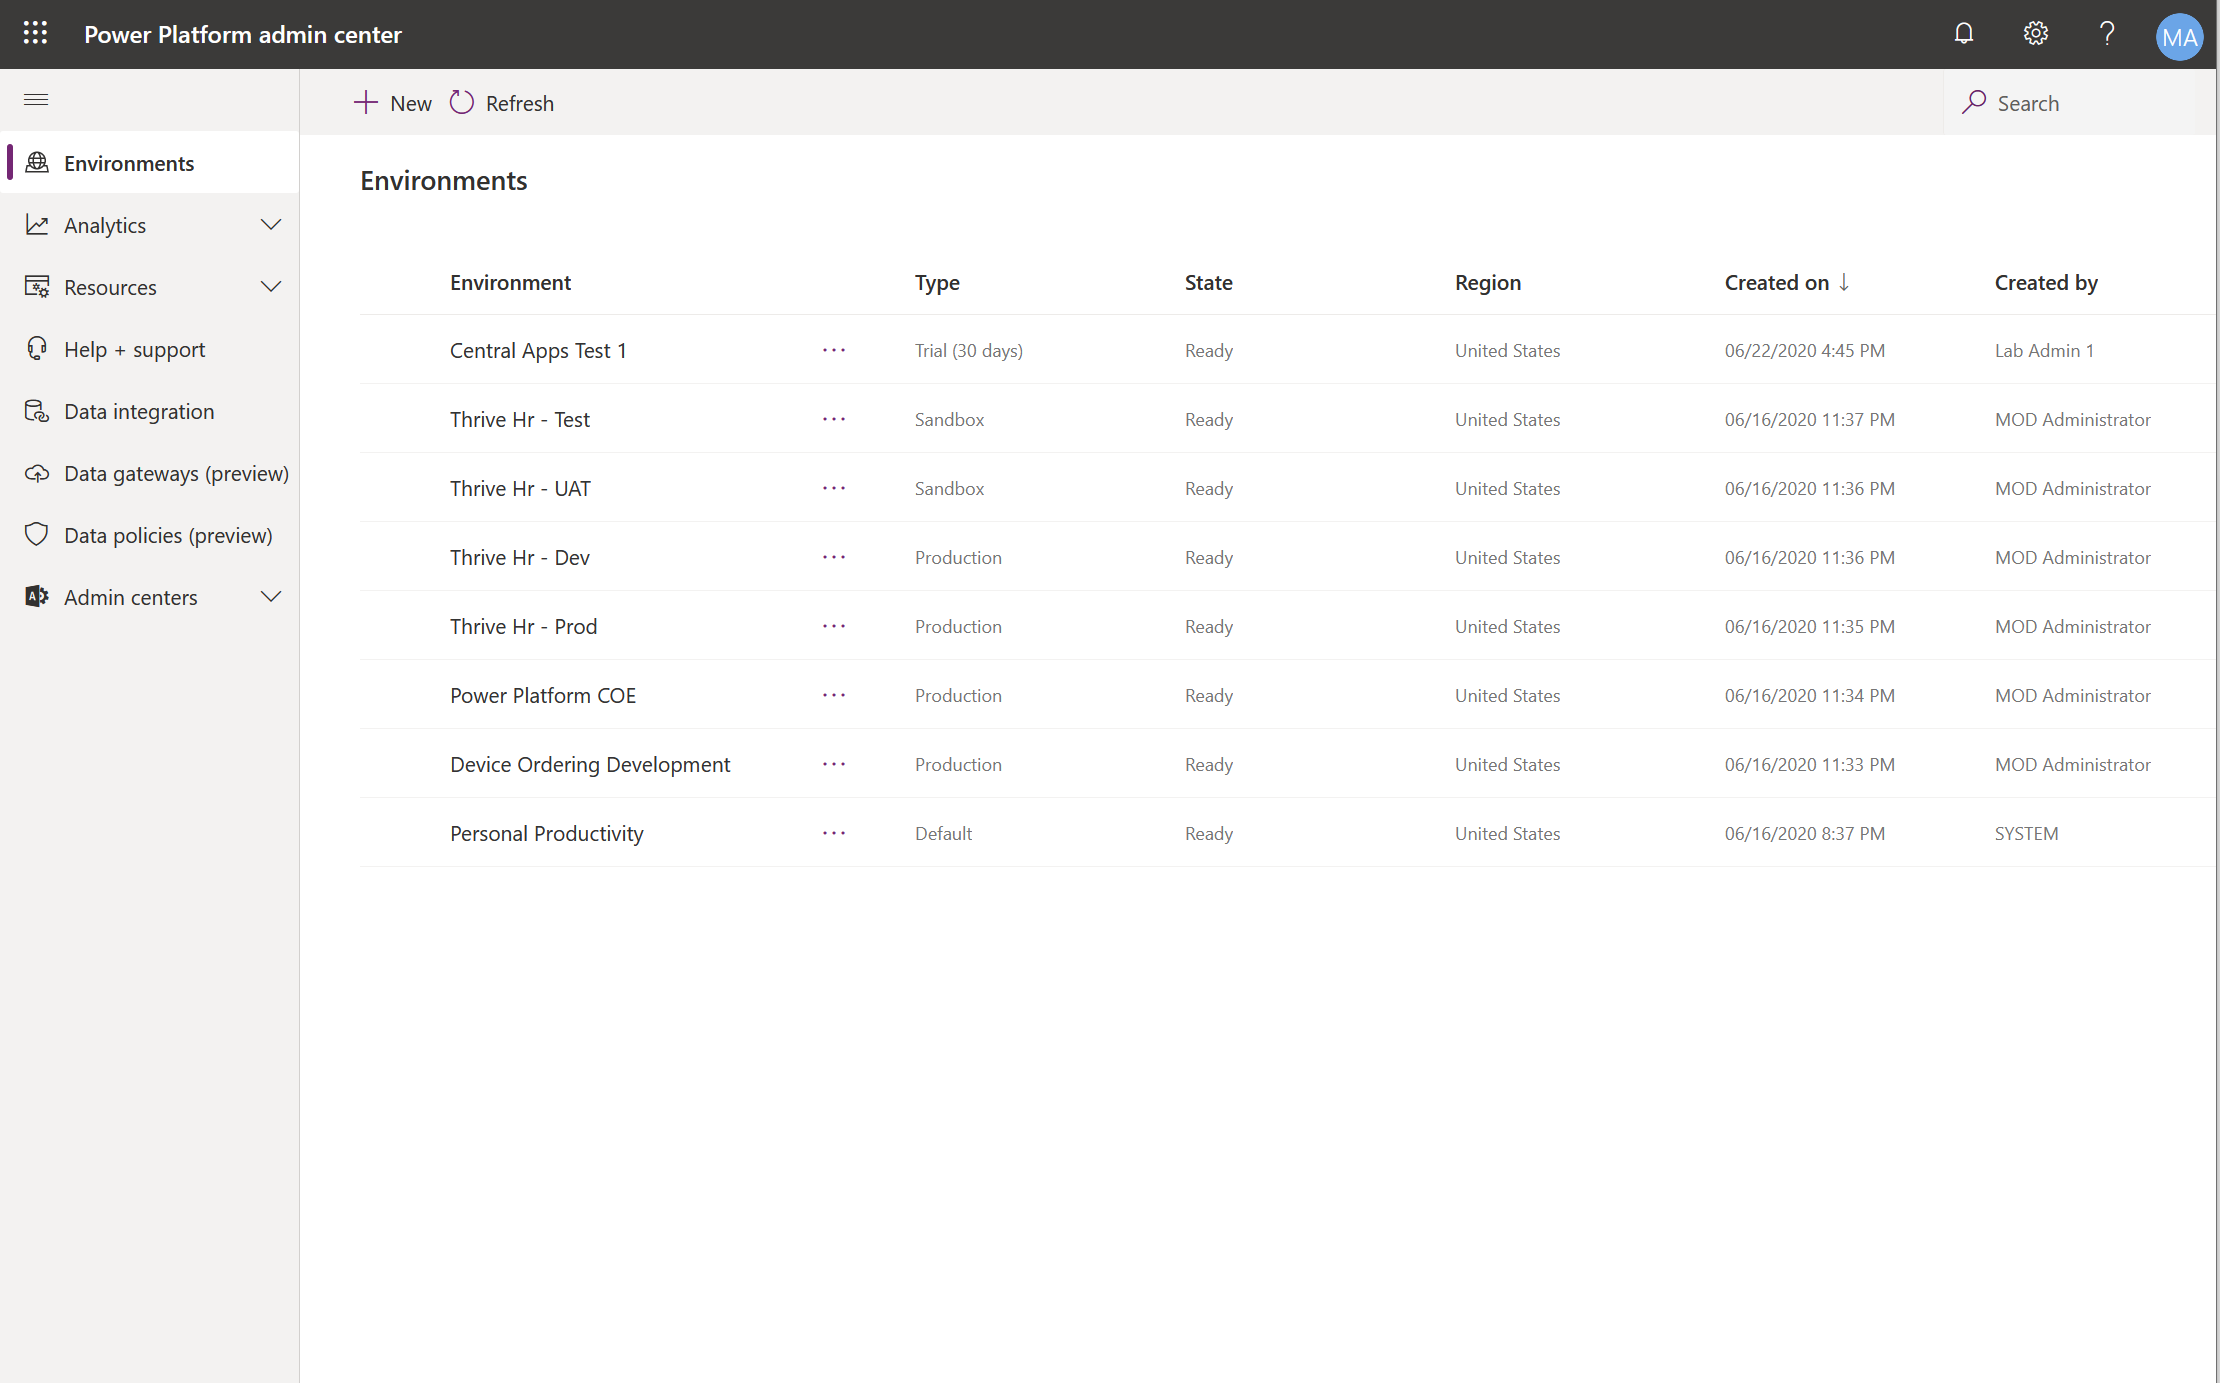 Power Platform admin center
MA
New Refresh
Search
Environments
Analytics
Resources
Help + support
Data integration
Data gateways (preview)
Data policies (preview)
Admin centers
Environments
Environment Type State Region Created on Created by
Central Apps Test 1 Trial (30 days) Ready United States 06/22/2020 4:45 PM Lab Admin 1
Thrive Hr - Test Sandbox Ready United States 06/16/2020 11:37 PM MOD Administrator
Thrive Hr - UAT Sandbox Ready United States 06/16/2020 11:36 PM MOD Administrator
Thrive Hr - Dev Production Ready United States 06/16/2020 11:36 PM MOD Administrator
Thrive Hr - Prod Production Ready United States 06/16/2020 11:35 PM MOD Administrator
Power Platform COE Production Ready United States 06/16/2020 11:34 PM MOD Administrator
Device Ordering Development Production Ready United States 06/16/2020 11:33 PM MOD Administrator
Personal Productivity Default Ready United States 06/16/2020 8:37 PM SYSTEM